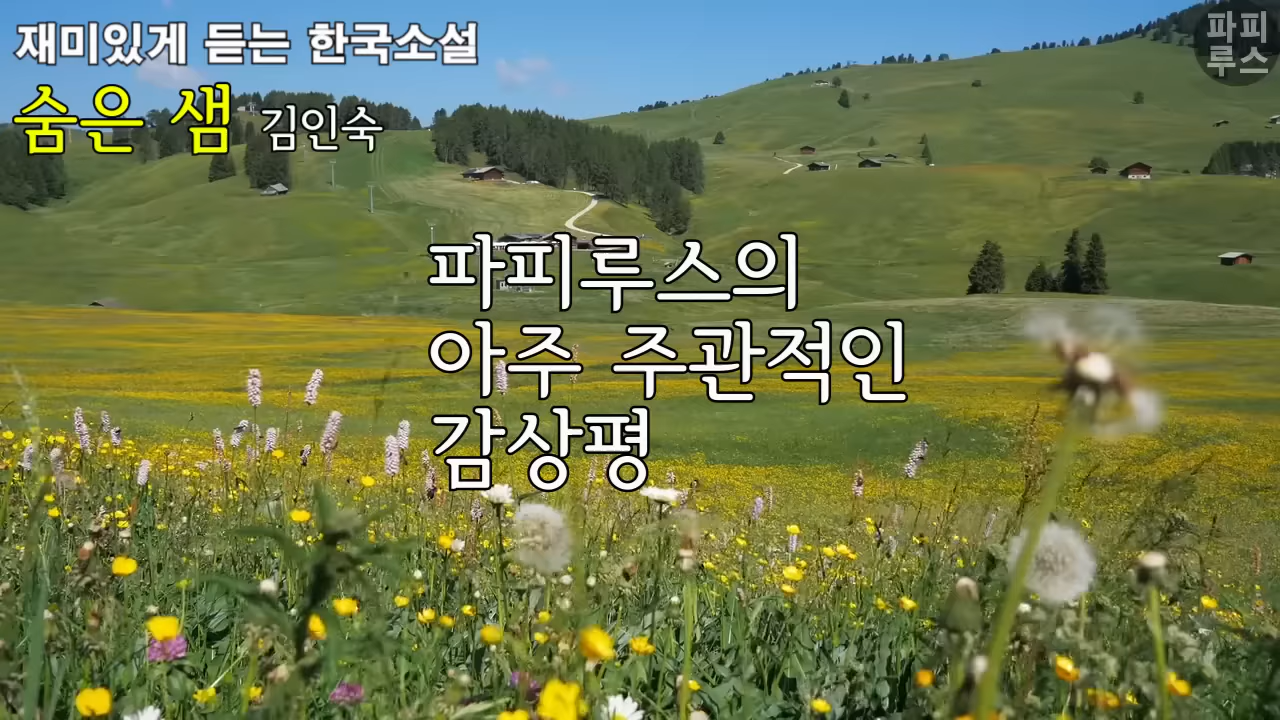 재미있게 듣는 한국소설
숨은 샘 김인숙
파피
루스
파피루스의
아주 주관적인
감상평